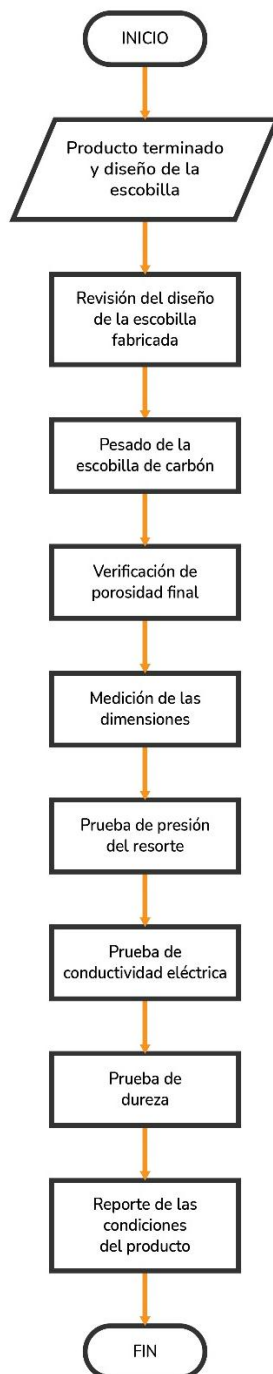 INICIO
Producto terminado
y diseño de la
escobilla
Revisión del diseño
de la escobilla
fabricada
Pesado de la
escobilla de carbón
Verificación de
porosidad final
Medición de las
dimensiones
Prueba de presión
del resorte
Prueba de
conductividad eléctrica
Prueba de
dureza
Reporte de las
condiciones
del producto
FIN